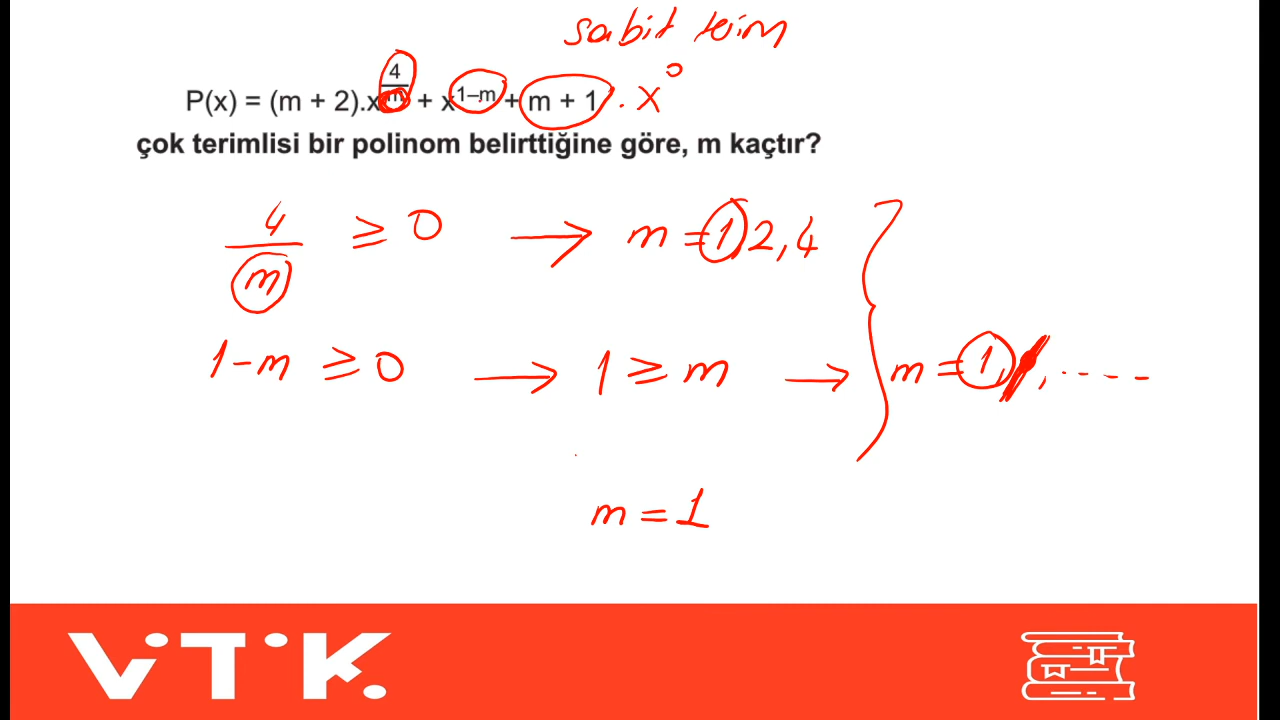 sabit terim
P(x) = (m + 2).x^(4/m) + x^(1–m) + m + 1 . x^0
çok terimlisi bir polinom belirttiğine göre, m kaçtır?
4/m ≥ 0 → m = 1, 2, 4
1 – m ≥ 0 → 1 ≥ m → m = 1, , ....
m = 1
VTK.